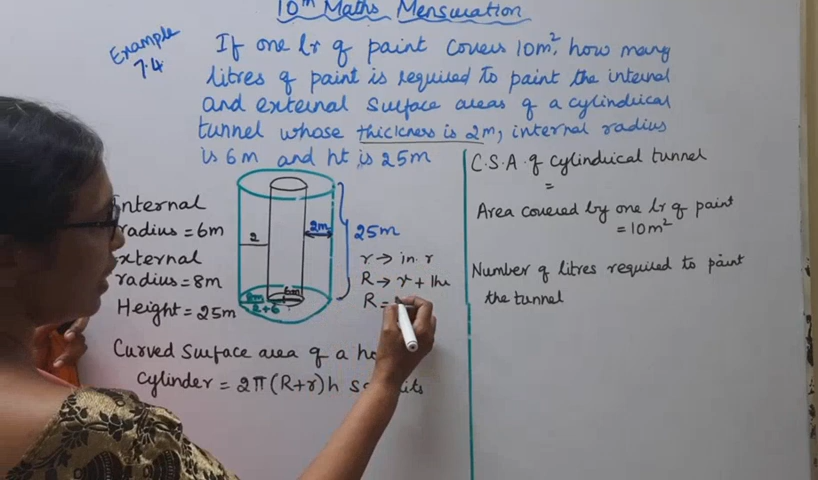 10th Maths Mensuration
Example 7.4
If one lr of paint covers 10m², how many
litres of paint is required to paint the internal
and external surface areas of a cylindrical
tunnel whose thickness is 2m, internal radius
is 6m and ht is 25m
Internal
radius = 6m
External
radius = 8m
Height = 25m
2
2m
25m
6m
8m
2+6
r → in. r
R → r + thc
R =
Curved Surface area of a
Cylinder = 2π(R+r)h
C.S.A. of cylindrical tunnel
=
Area covered by one lr of paint
= 10m²
Number of litres required to paint
the tunnel